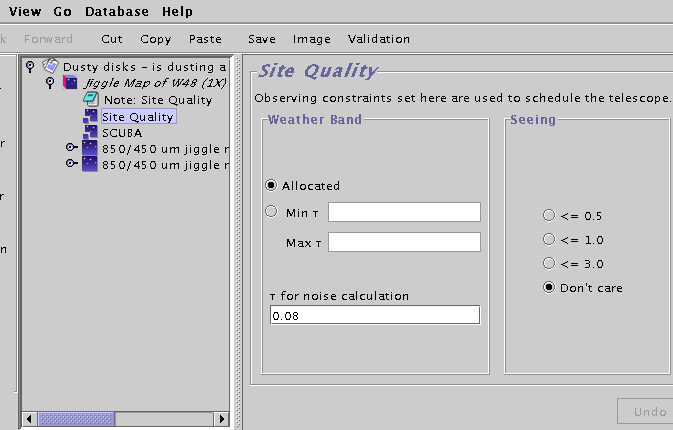 View Go Database Help
k Forward Cut Copy Paste Save Image Validation
Dusty disks - is dusting a
Jiggle Map of W48 (1X)
Note: Site Quality
Site Quality
SCUBA
850/450 um jiggle r
850/450 um jiggle r
r
r
n
Site Quality
Observing constraints set here are used to schedule the telescope.
Weather Band
Allocated
Min τ
Max τ
τ for noise calculation
0.08
Seeing
<= 0.5
<= 1.0
<= 3.0
Don't care
Undo